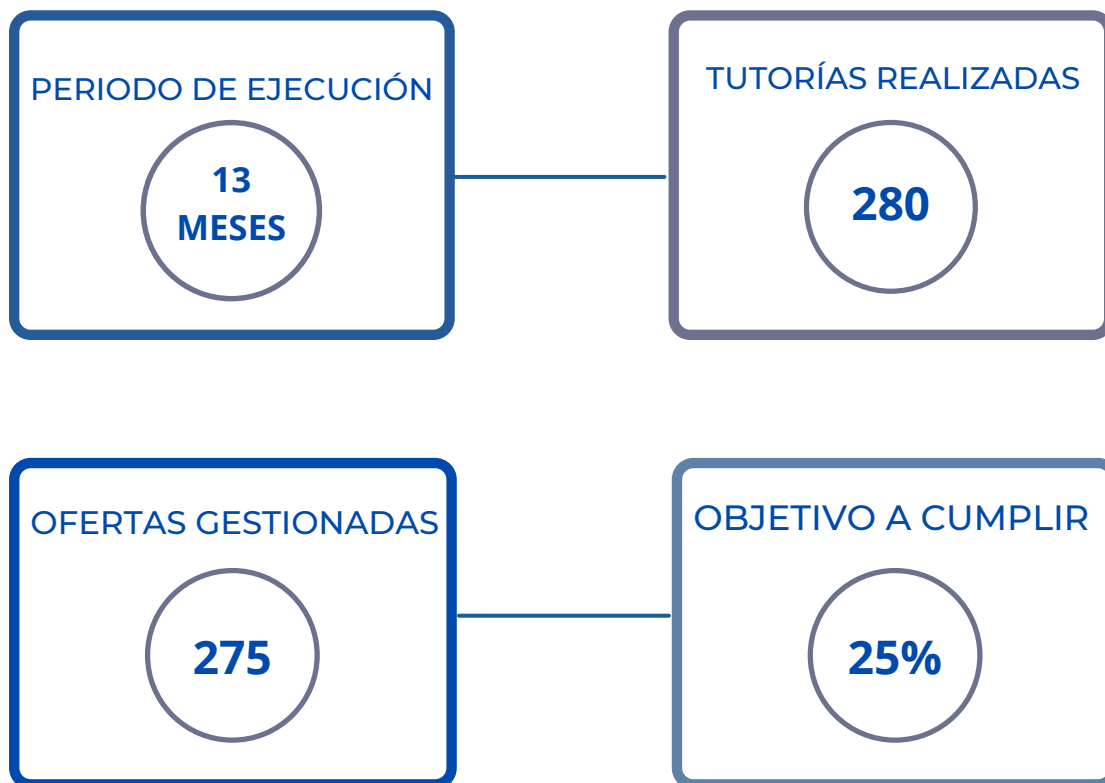 PERIODO DE EJECUCIÓN
13
MESES
TUTORÍAS REALIZADAS
280
OFERTAS GESTIONADAS
275
OBJETIVO A CUMPLIR
25%